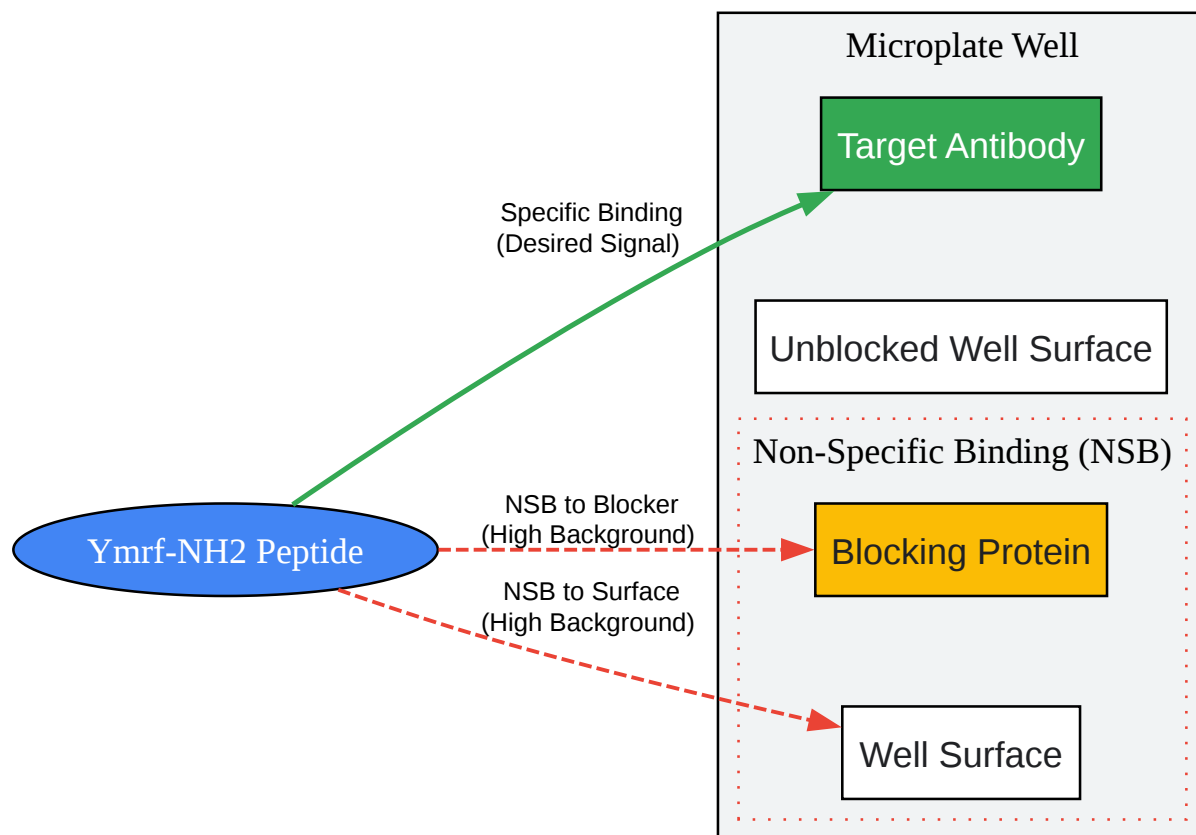 Microplate Well
Target Antibody
Specific Binding
(Desired Signal)
Unblocked Well Surface
Non-Specific Binding (NSB)
NSB to Blocker
(High Background)
Ymrf-NH2 Peptide
Blocking Protein
NSB to Surface
(High Background)
Well Surface